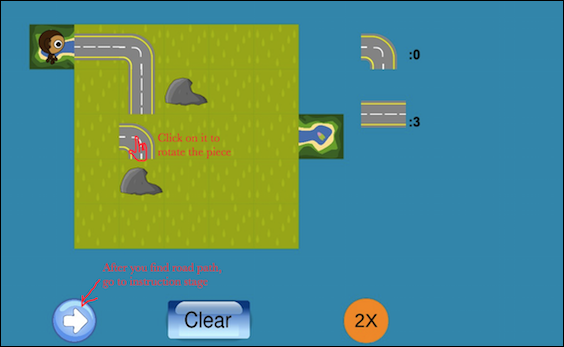 :0
:3
Click on it to
rotate the piece
After you find road path,
go to instruction stage
Clear
2X